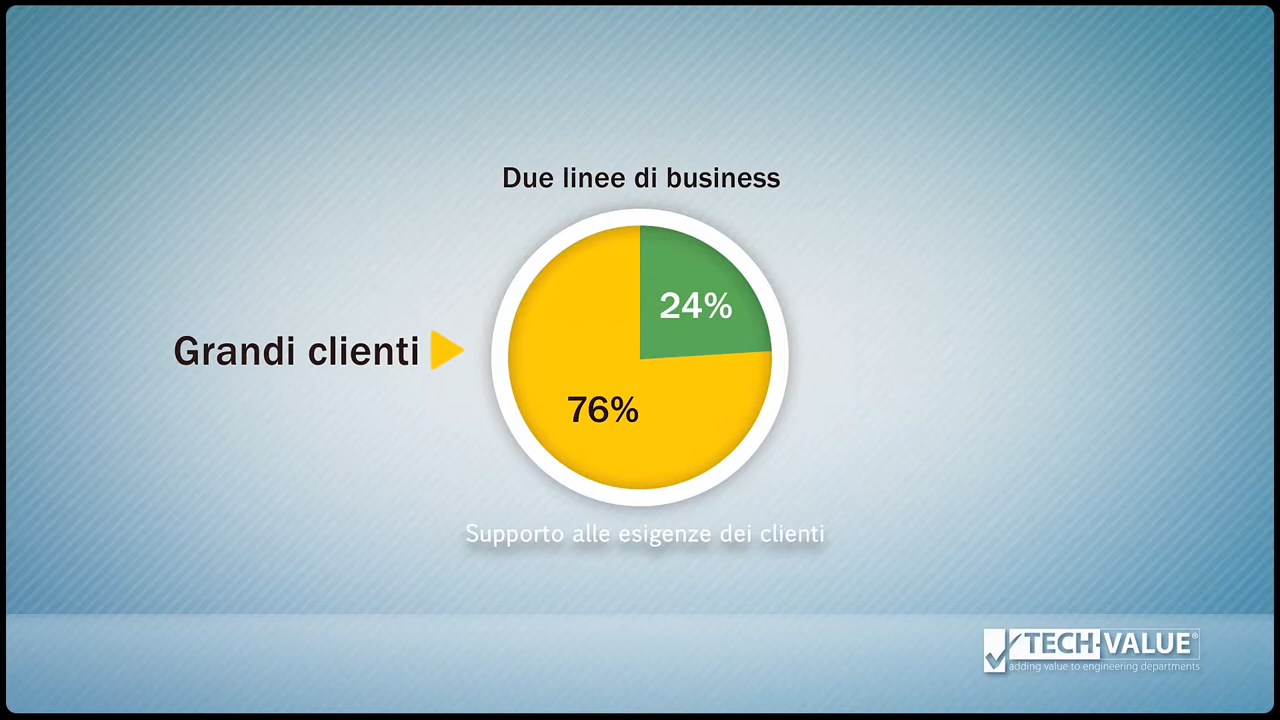 Due linee di business
24%
Grandi clienti
76%
Supporto alle esigenze dei clienti
TECH-VALUE®
adding value to engineering departments